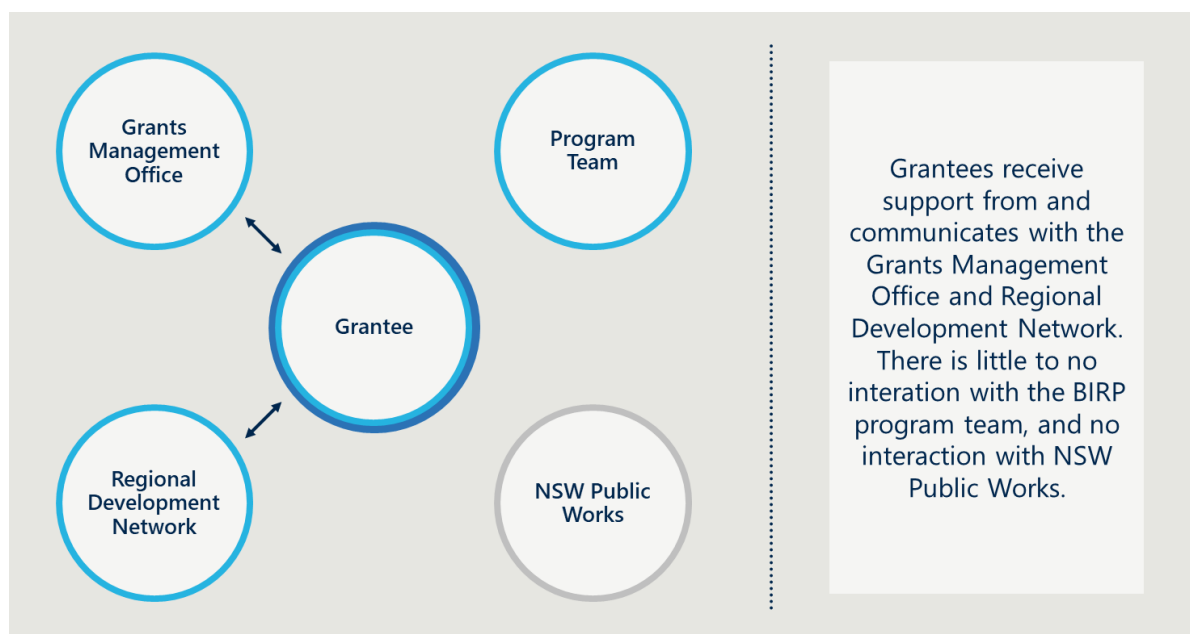 Grants
Management
Office
Program
Team
Grantee
Regional
Development
Network
NSW Public
Works
Grantees receive
support from and
communicates with the
Grants Management
Office and Regional
Development Network.
There is little to no
interation with the BIRP
program team, and no
interaction with NSW
Public Works.